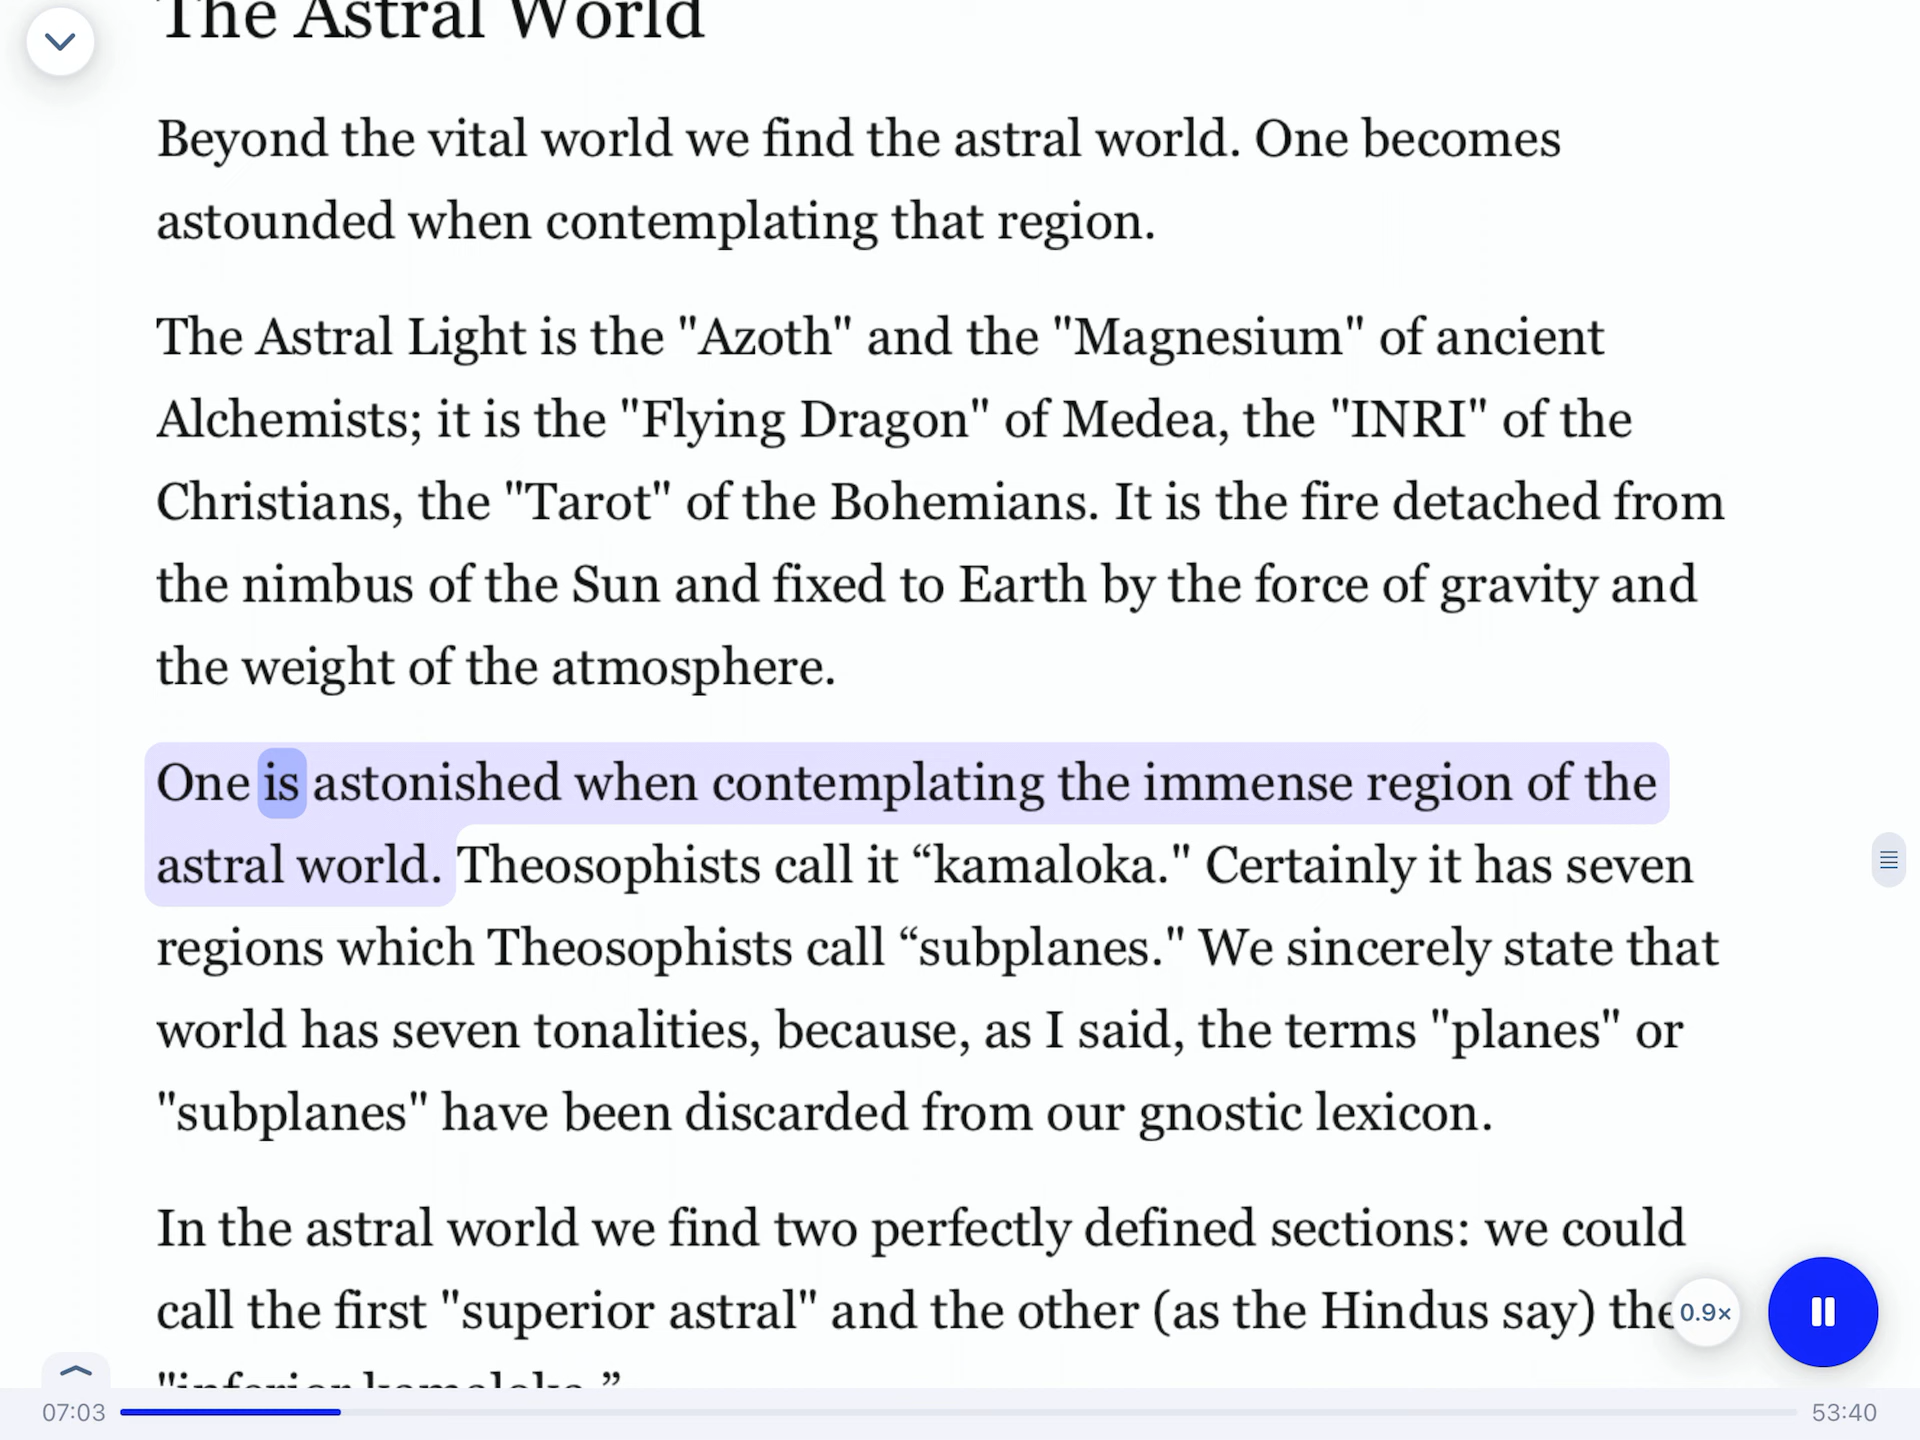 The Astral World
Beyond the vital world we find the astral world. One becomes
astounded when contemplating that region.
The Astral Light is the "Azoth" and the "Magnesium" of ancient
Alchemists; it is the "Flying Dragon" of Medea, the "INRI" of the
Christians, the "Tarot" of the Bohemians. It is the fire detached from
the nimbus of the Sun and fixed to Earth by the force of gravity and
the weight of the atmosphere.
One is astonished when contemplating the immense region of the
astral world. Theosophists call it “kamaloka." Certainly it has seven
regions which Theosophists call “subplanes." We sincerely state that
world has seven tonalities, because, as I said, the terms "planes" or
"subplanes" have been discarded from our gnostic lexicon.
In the astral world we find two perfectly defined sections: we could
call the first "superior astral" and the other (as the Hindus say) the
0.9×
"inferior kamaloka.”
07:03
53:40